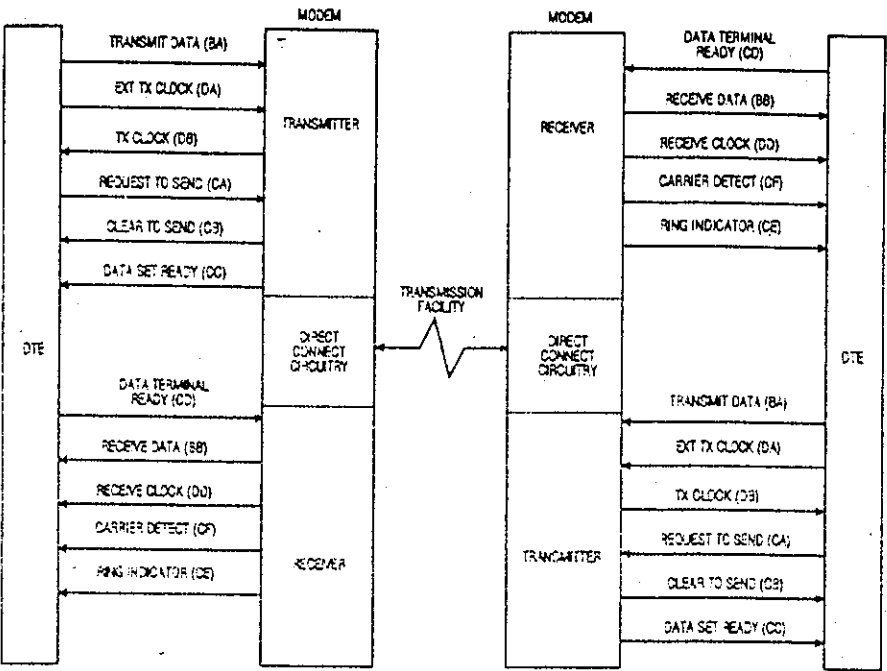 MODEM
MODEM
TRANSMIT DATA (BA)
EXT TX CLOCK (DA)
TX CLOCK (DB)
REQUEST TO SEND (CA)
CLEAR TO SEND (CB)
DATA SET READY (CC)
TRANSMITTER
DTE
DIRECT
CONNECT
CIRCUITRY
DATA TERMINAL
READY (CD)
RECEIVE DATA (BB)
RECEIVE CLOCK (DD)
CARRIER DETECT (CF)
RING INDICATOR (CE)
RECEIVER
TRANSMISSION
FACILITY
DATA TERMINAL
READY (CD)
RECEIVE DATA (BB)
RECEIVE CLOCK (DD)
CARRIER DETECT (CF)
RING INDICATOR (CE)
RECEIVER
DIRECT
CONNECT
CIRCUITRY
DTE
TRANSMIT DATA (BA)
EXT TX CLOCK (DA)
TX CLOCK (DB)
REQUEST TO SEND (CA)
CLEAR TO SEND (CB)
DATA SET READY (CC)
TRANSMITTER